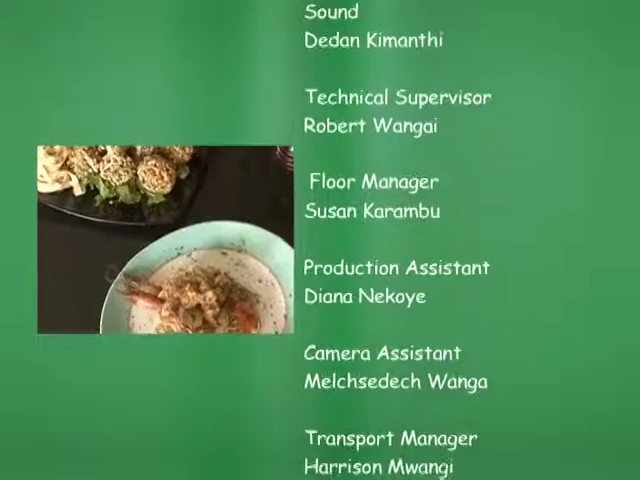 Sound
Dedan Kimanthi
Technical Supervisor
Robert Wangai
Floor Manager
Susan Karambu
Production Assistant
Diana Nekoye
Camera Assistant
Melchsedech Wanga
Transport Manager
Harrison Mwangi